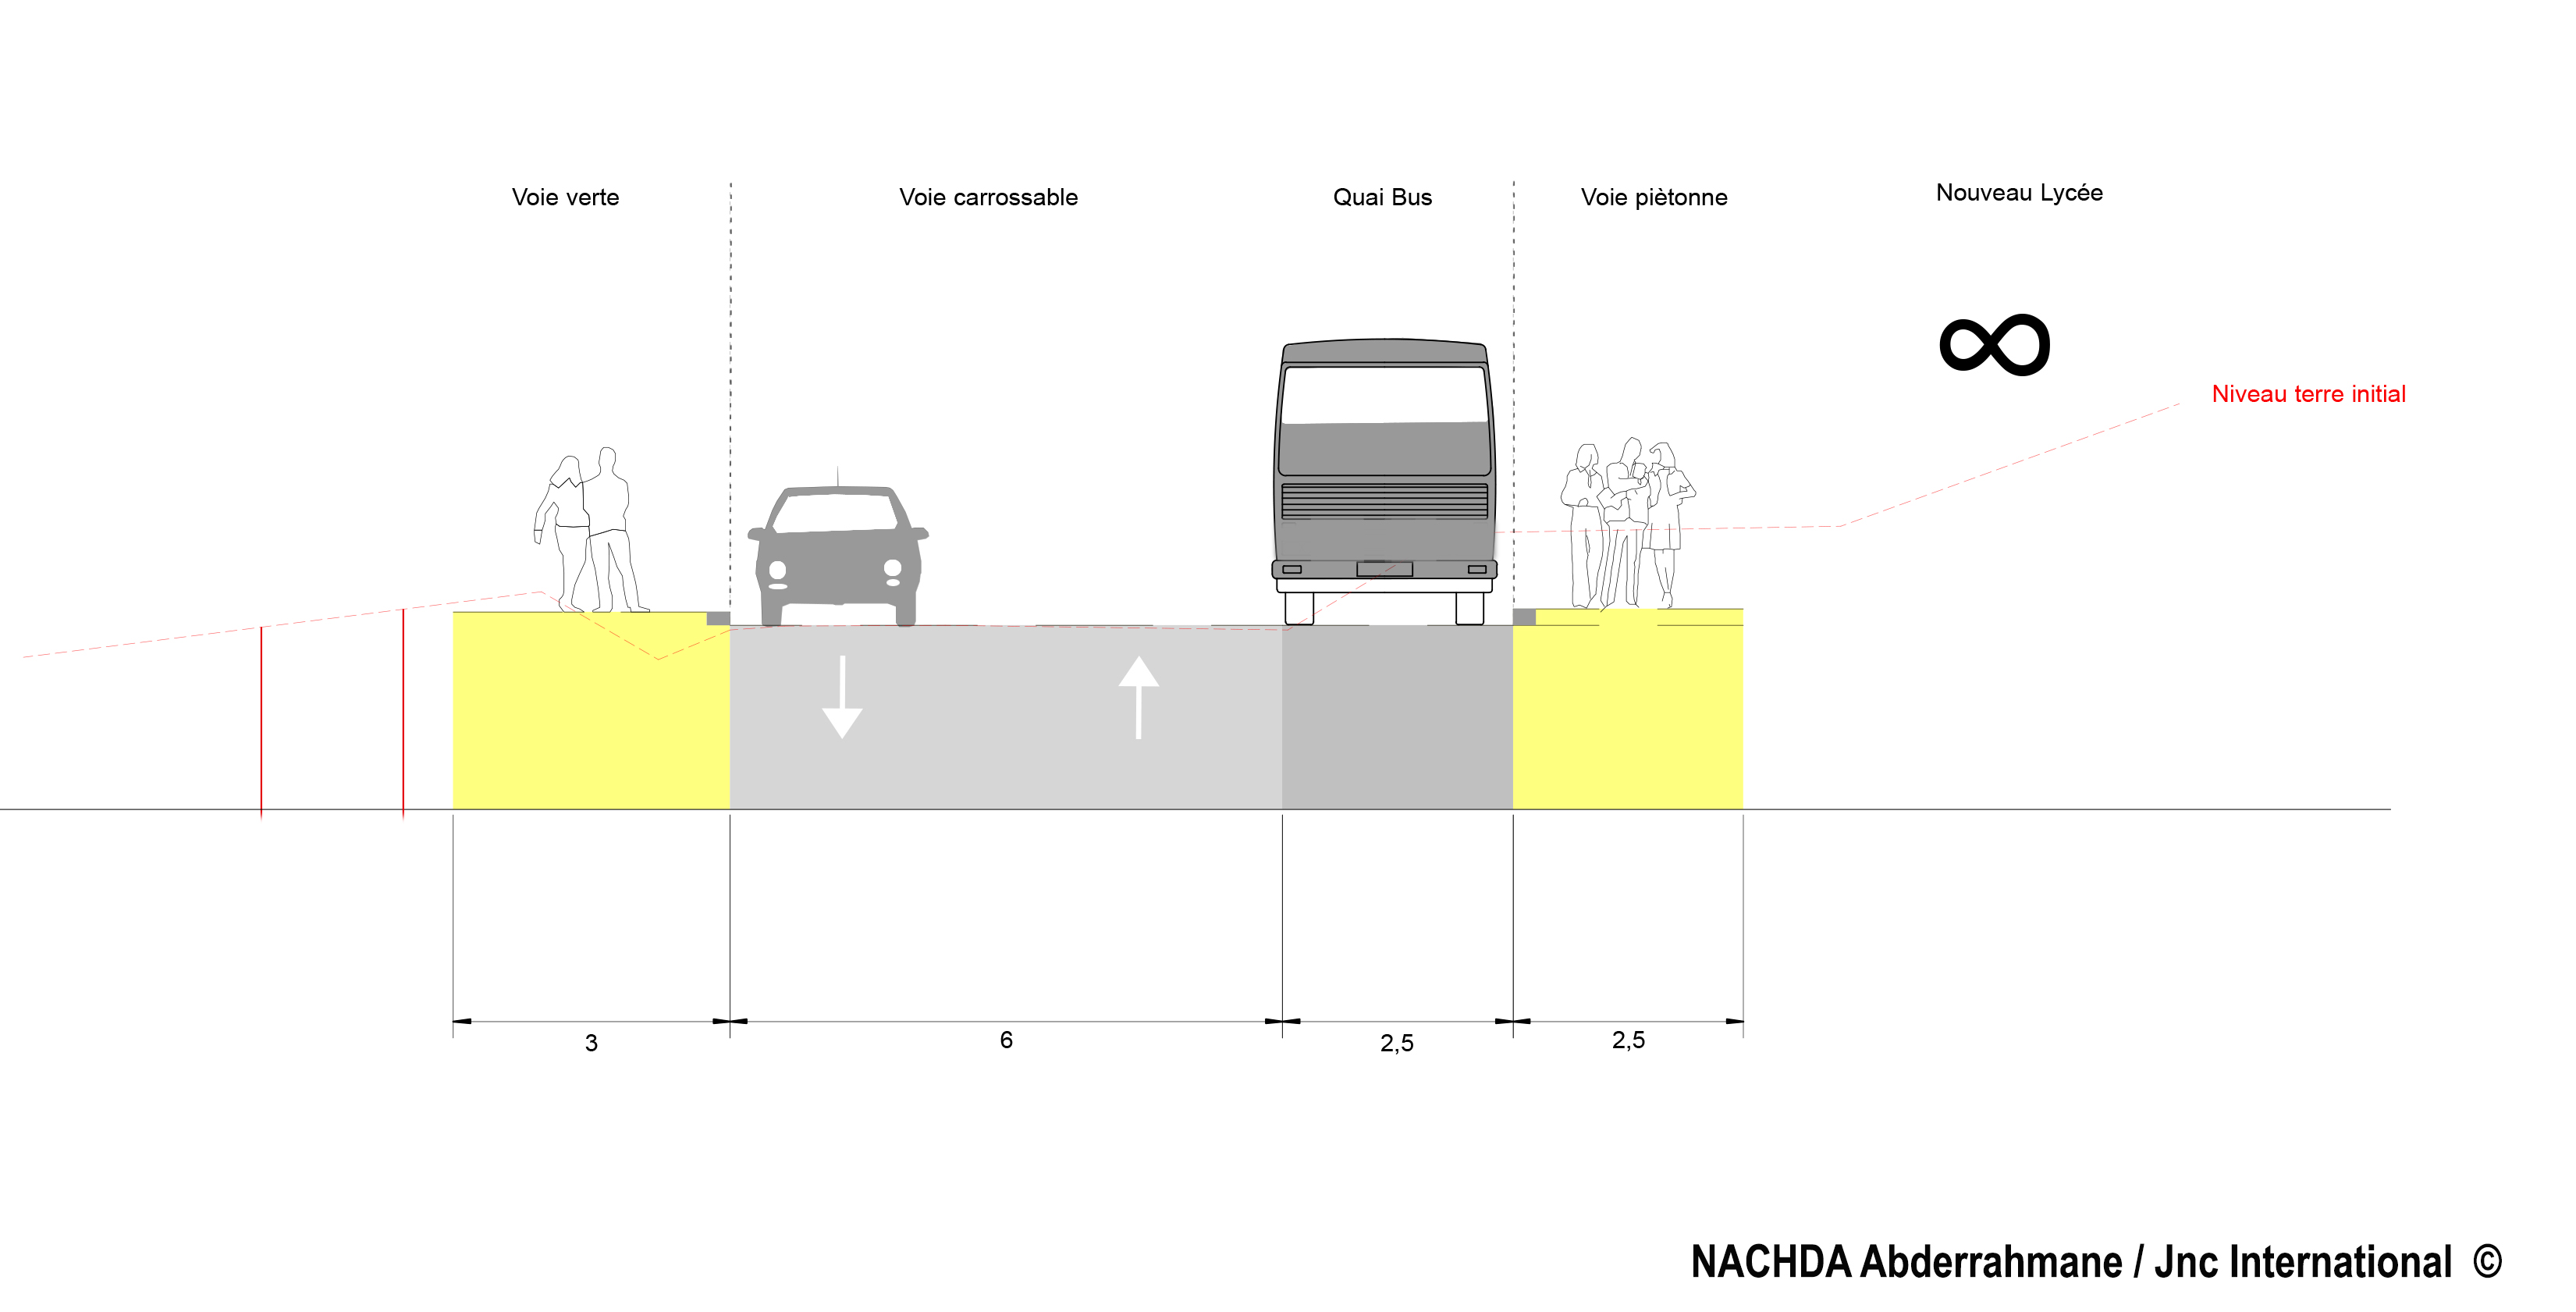 Voie verte
Voie carrossable
Quai Bus
Voie piètonne
Nouveau Lycée
∞
Niveau terre initial
3
6
2,5
2,5
NACHDA Abderrahmane / Jnc International ©